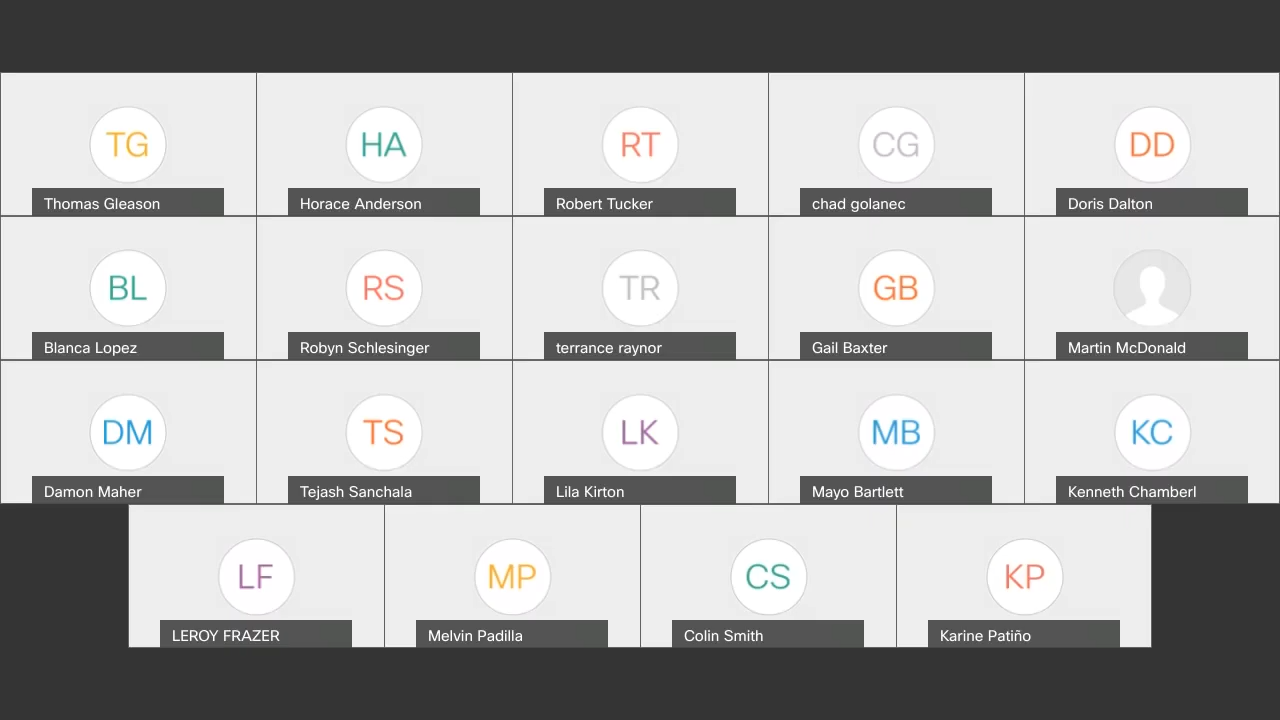 TG
Thomas Gleason
HA
Horace Anderson
RT
Robert Tucker
CG
chad golanec
DD
Doris Dalton
BL
Blanca Lopez
RS
Robyn Schlesinger
TR
terrance raynor
GB
Gail Baxter
Martin McDonald
DM
Damon Maher
TS
Tejash Sanchala
LK
Lila Kirton
MB
Mayo Bartlett
KC
Kenneth Chamberl
LF
LEROY FRAZER
MP
Melvin Padilla
CS
Colin Smith
KP
Karine Patiño